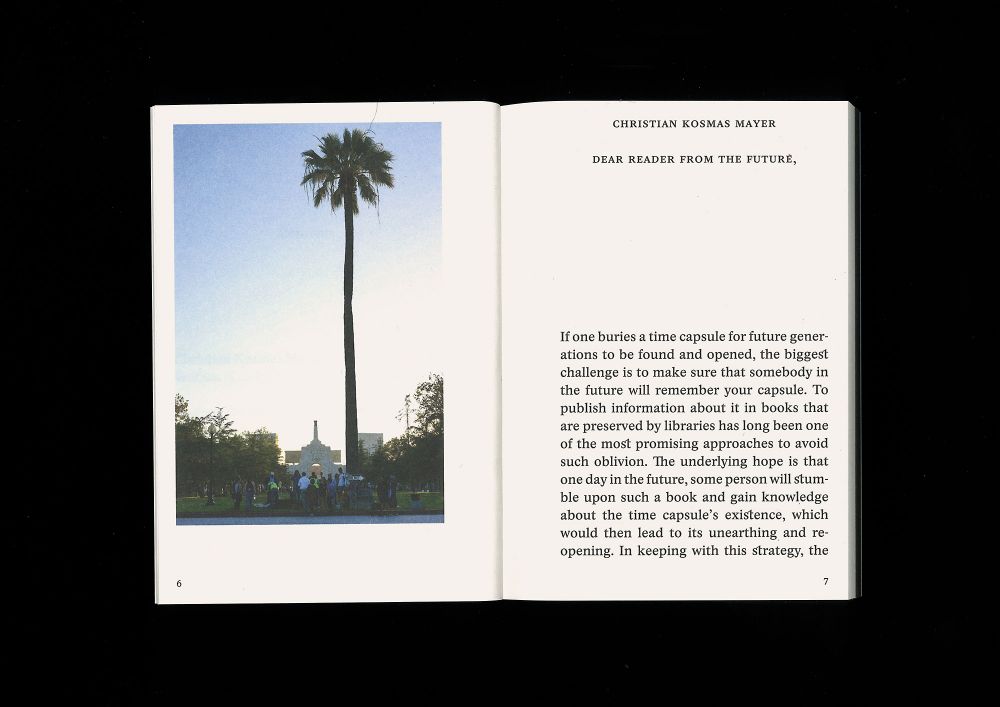 6
CHRISTIAN KOSMAS MAYER
DEAR READER FROM THE FUTURE,
If one buries a time capsule for future gener-
ations to be found and opened, the biggest
challenge is to make sure that somebody in
the future will remember your capsule. To
publish information about it in books that
are preserved by libraries has long been one
of the most promising approaches to avoid
such oblivion. The underlying hope is that
one day in the future, some person will stum-
ble upon such a book and gain knowledge
about the time capsule's existence, which
would then lead to its unearthing and re-
opening. In keeping with this strategy, the
7